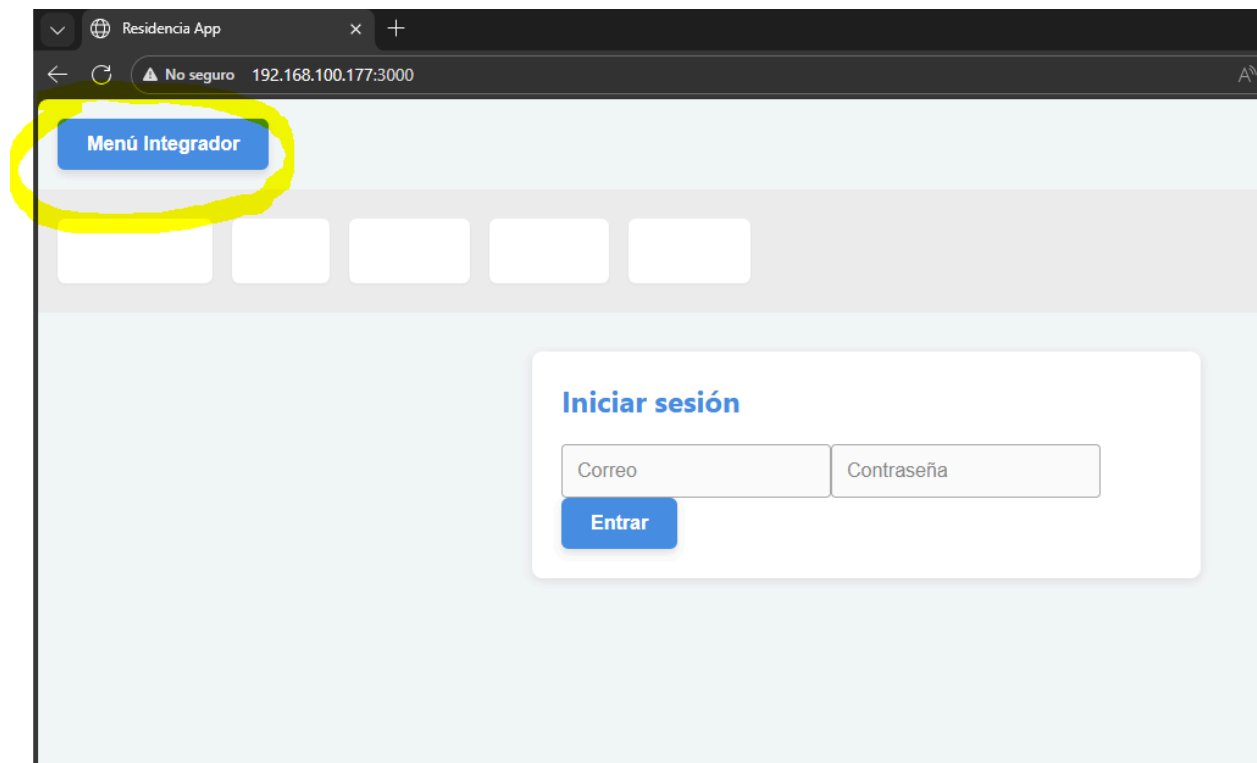 Residencia App
No seguro 192.168.100.177:3000
Menú Integrador
Iniciar sesión
Correo Contraseña
Entrar